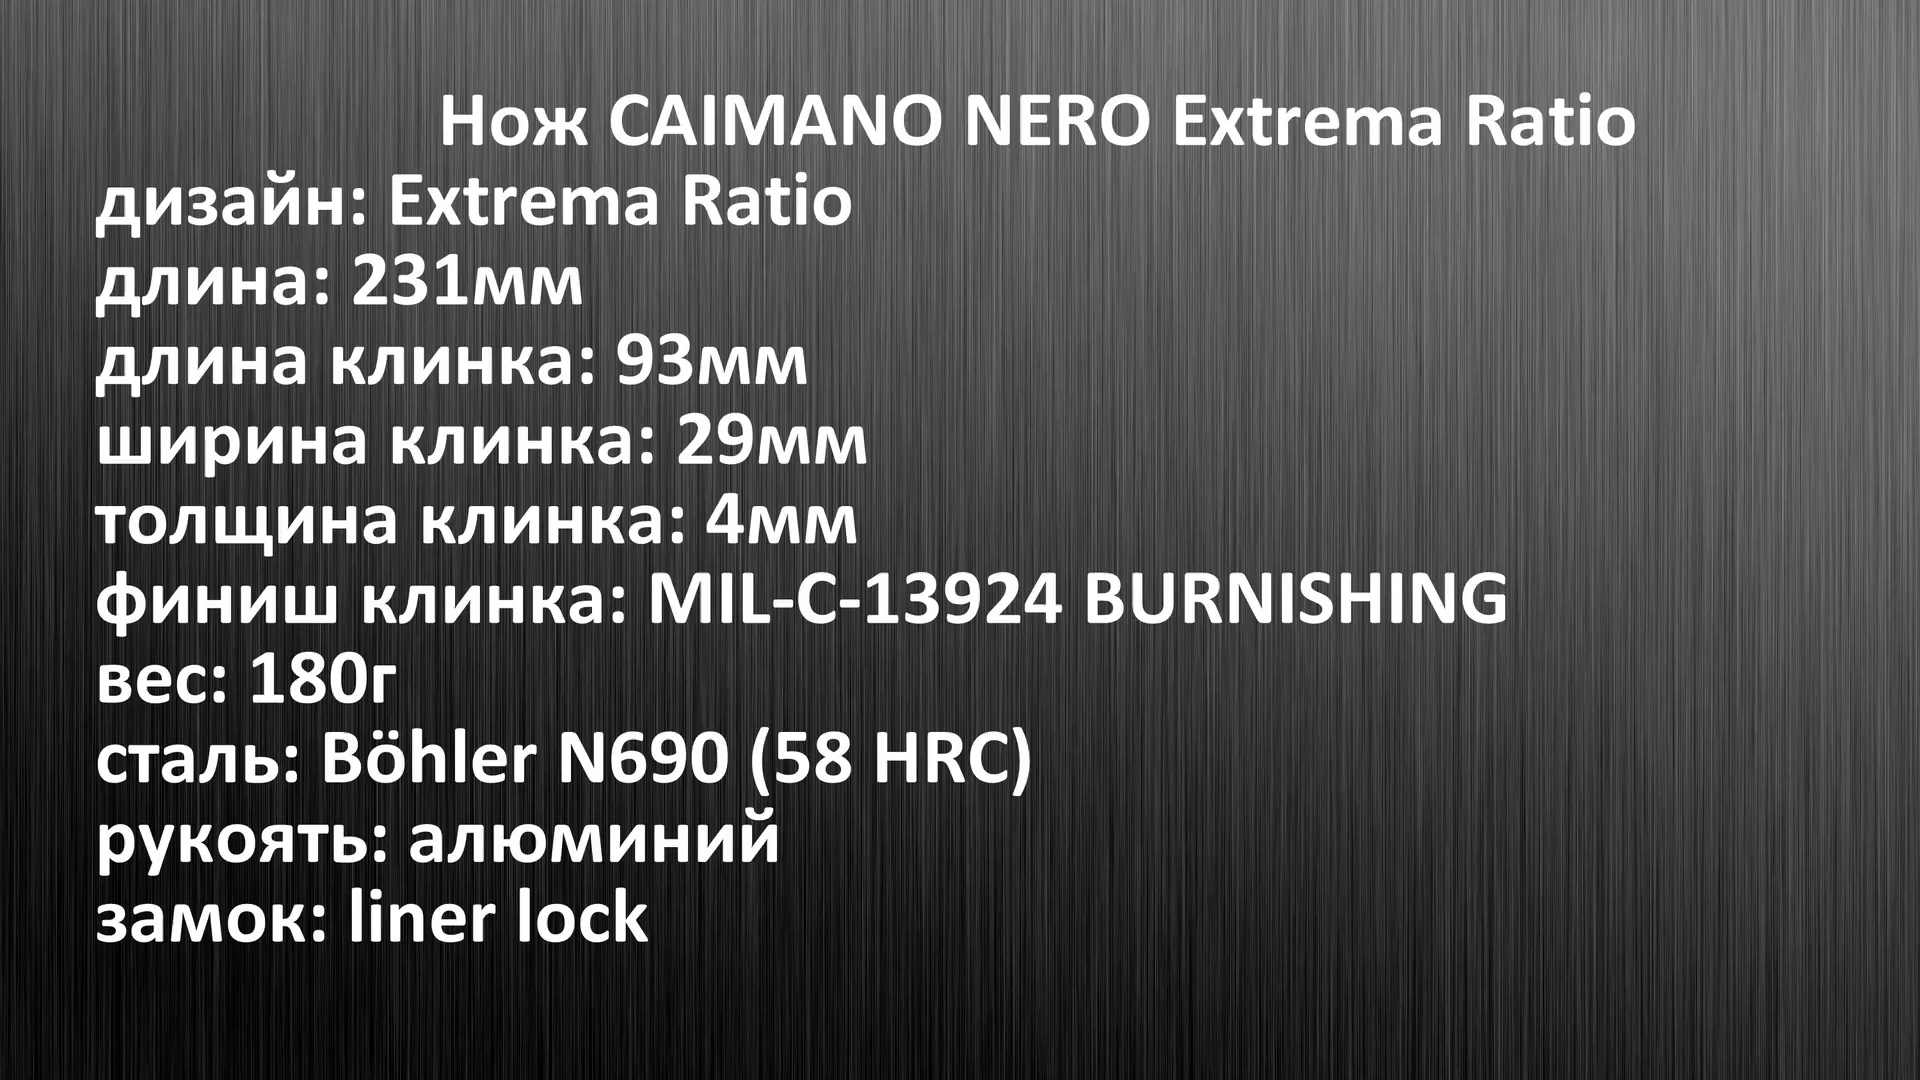 Нож CAIMANO NERO Extrema Ratio
дизайн: Extrema Ratio
длина: 231мм
длина клинка: 93мм
ширина клинка: 29мм
толщина клинка: 4мм
финиш клинка: MIL-C-13924 BURNISHING
вес: 180г
сталь: Böhler N690 (58 HRC)
рукоять: алюминий
замок: liner lock